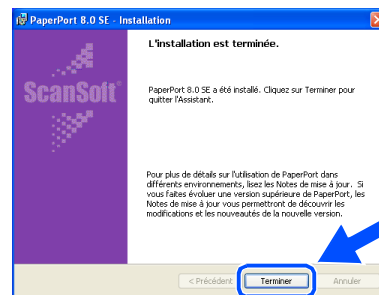 PaperPort 8.0 SE - Installation
L'installation est terminée.
ScanSoft
PaperPort 8.0 SE a été installé. Cliquez sur Terminer pour
quitter l'Assistant.
Pour plus de détails sur l'utilisation de PaperPort dans
différents environnements, lisez les Notes de mise à jour. Si
vous faites évoluer une version supérieure de PaperPort, les
Notes de mise à jour vous permettront de découvrir les
modifications et les nouveautés de la nouvelle version.
< Précédent Terminer Annuler